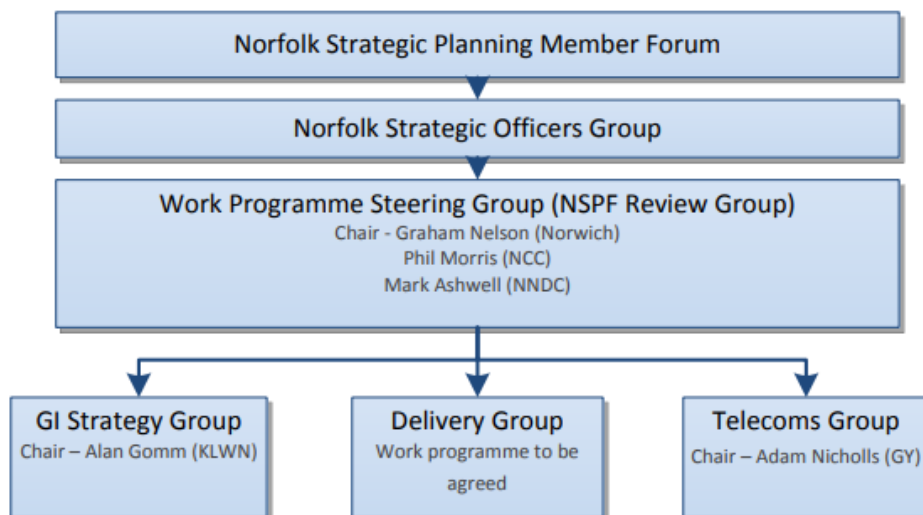 Norfolk Strategic Planning Member Forum
Norfolk Strategic Officers Group
Work Programme Steering Group (NSPF Review Group)
Chair - Graham Nelson (Norwich)
Phil Morris (NCC)
Mark Ashwell (NNDC)
GI Strategy Group
Chair – Alan Gomm (KLWN)
Delivery Group
Work programme to be
agreed
Telecoms Group
Chair – Adam Nicholls (GY)